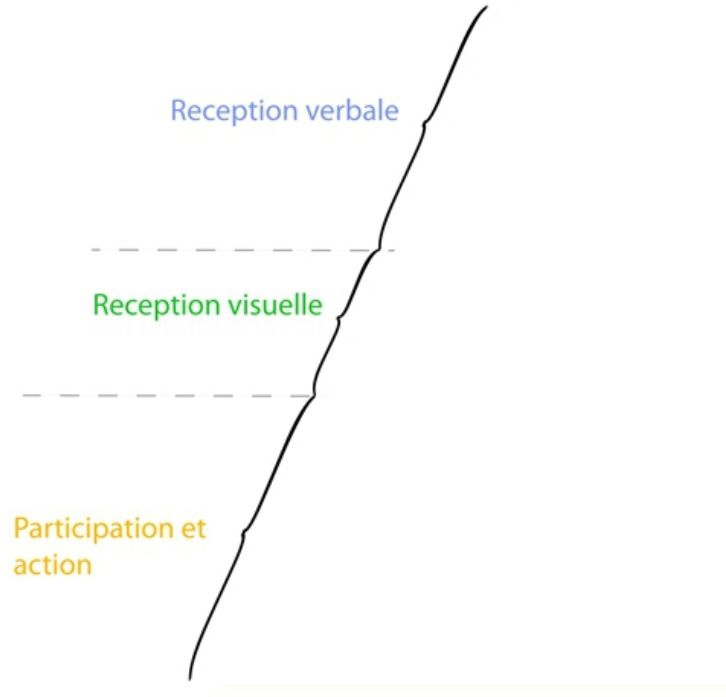 Reception verbale
Reception visuelle
Participation et
action